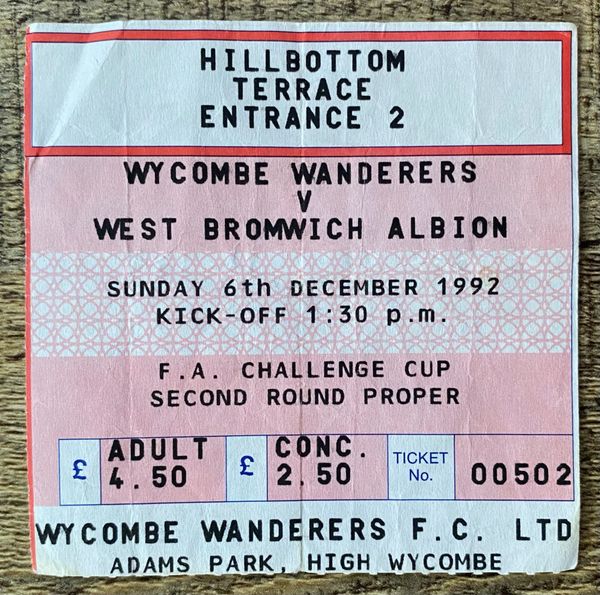 HILLBOTTOM
TERRACE
ENTRANCE 2
WYCOMBE WANDERERS
V
WEST BROMWICH ALBION
SUNDAY 6th DECEMBER 1992
KICK-OFF 1:30 p.m.
F.A. CHALLENGE CUP
SECOND ROUND PROPER
£ ADULT 4.50 £ CONC. 2.50 TICKET No. 00502
WYCOMBE WANDERERS F.C. LTD
ADAMS PARK, HIGH WYCOMBE